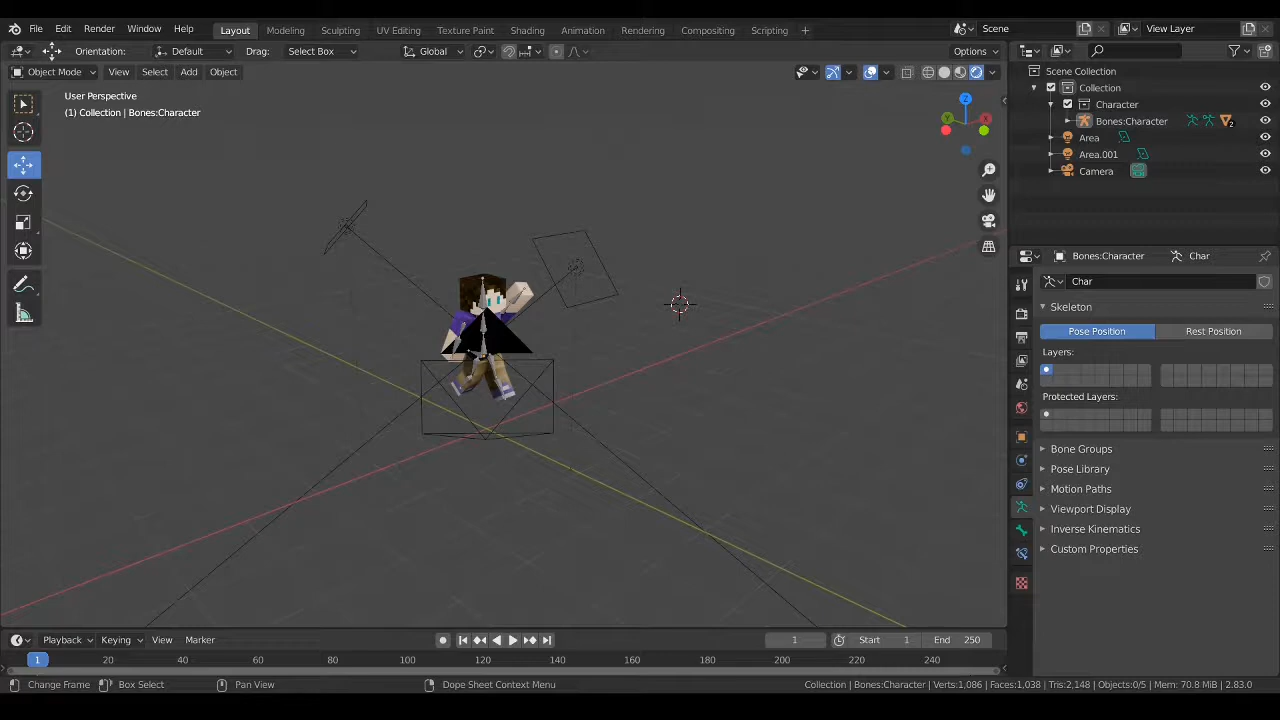 File Edit Render Window Help Layout Modeling Sculpting UV Editing Texture Paint Shading Animation Rendering Compositing Scripting + Scene View Layer
Orientation: Default Drag: Select Box Global Options
Object Mode View Select Add Object
User Perspective
(1) Collection | Bones:Character
Z
Y
X
Scene Collection
Collection
Character
Bones:Character 2
Area
Area.001
Camera
Bones:Character Char
Char
Skeleton
Pose Position Rest Position
Layers:
Protected Layers:
Bone Groups
Pose Library
Motion Paths
Viewport Display
Inverse Kinematics
Custom Properties
Playback Keying View Marker 1 Start 1 End 250
1 20 40 60 80 100 120 140 160 180 200 220 240
Change Frame Box Select Pan View Dope Sheet Context Menu Collection | Bones:Character | Verts:1,086 | Faces:1,038 | Tris:2,148 | Objects:0/5 | Mem: 70.8 MiB | 2.83.0